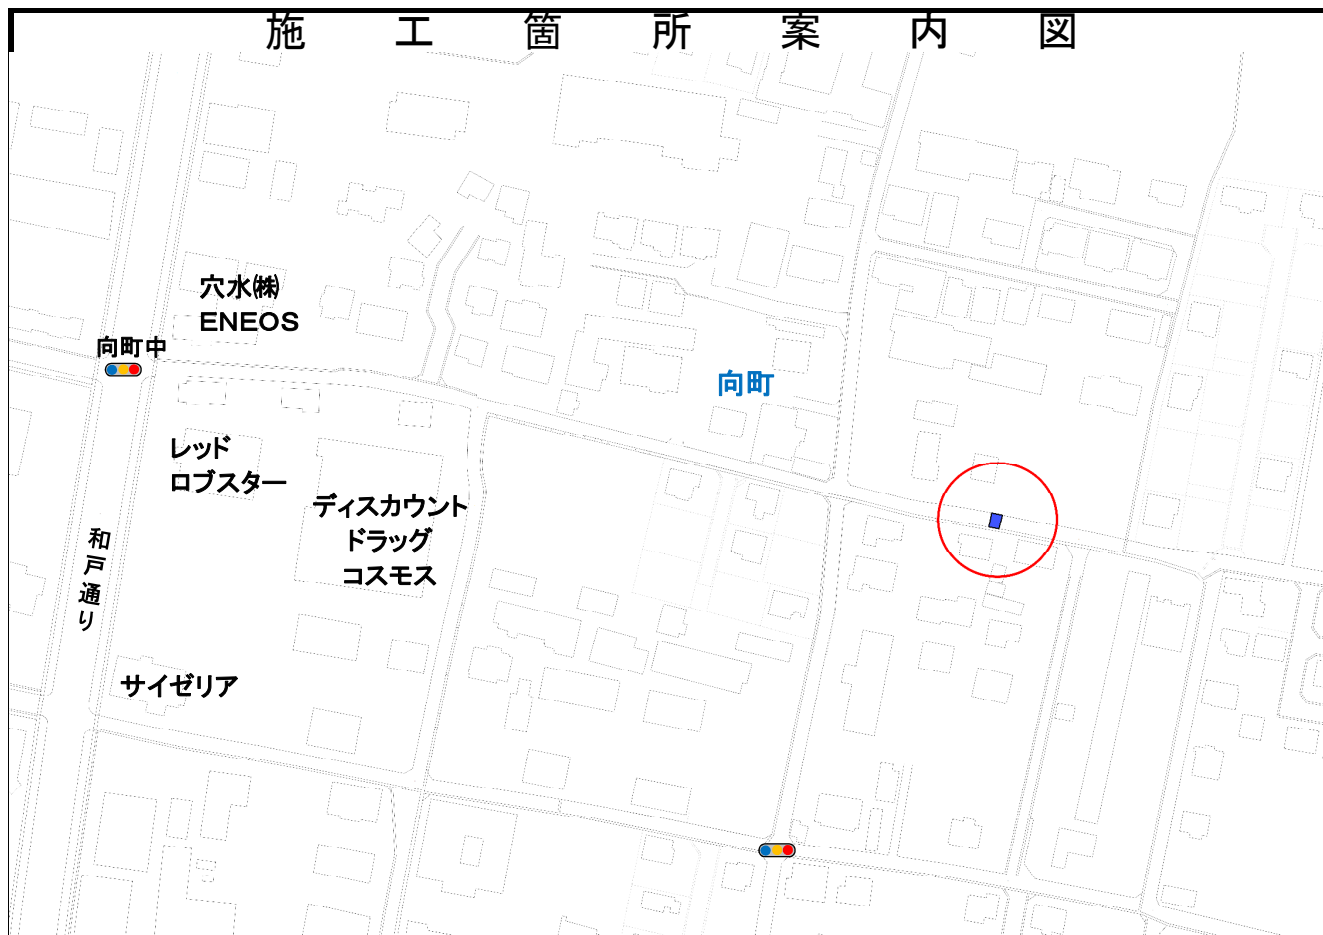 施工箇所案内図
穴水㈱
ENEOS
向町中
向町
レッド
ロブスター
ディスカウント
ドラッグ
コスモス
和戸通り
サイゼリア